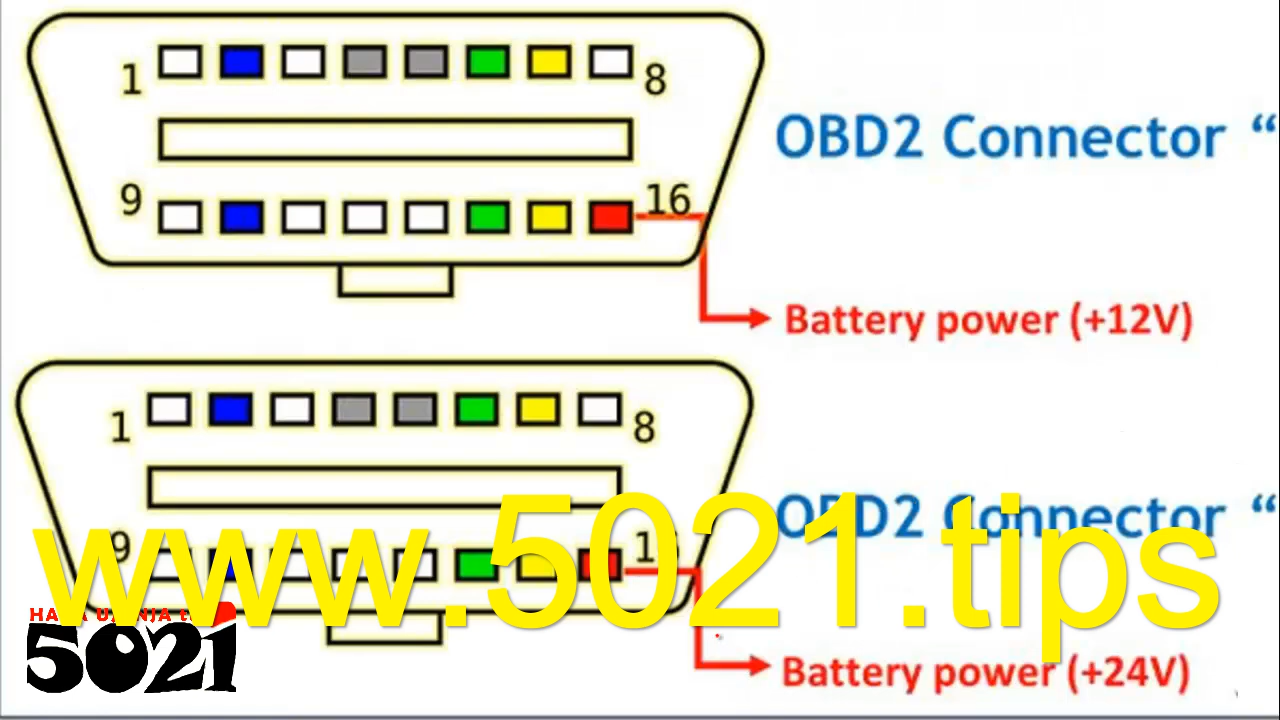 1
8
OBD2 Connector “
9
16
Battery power (+12V)
1
8
OBD2 Connector “
9
www.5021.tips
5021
Battery power (+24V)